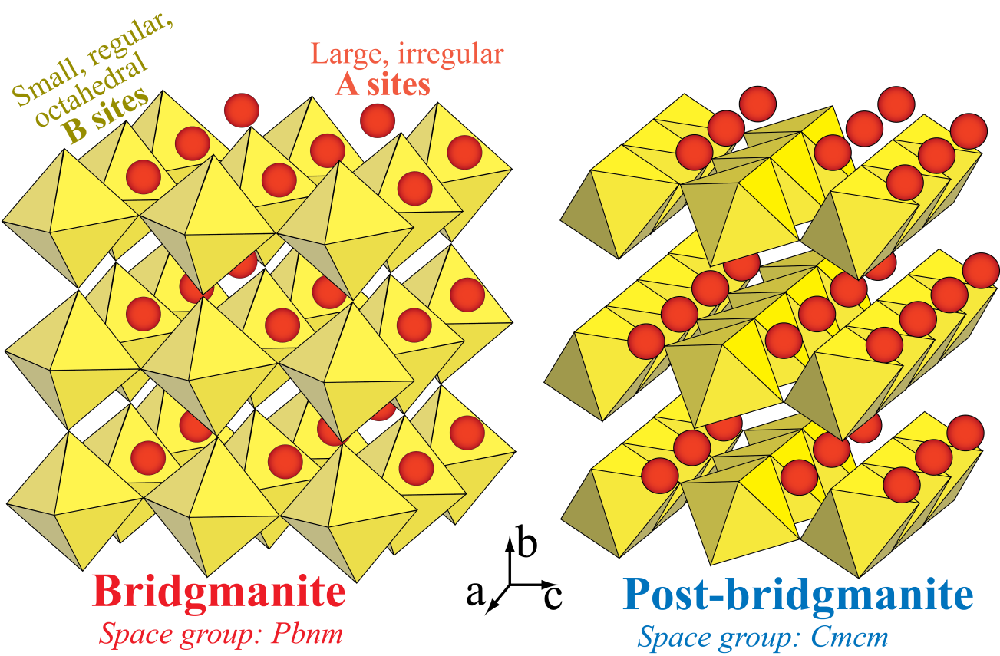 Small, regular,
octahedral
B sites
Large, irregular
A sites
b
a
c
Bridgmanite
Space group: Pbnm
Post-bridgmanite
Space group: Cmcm